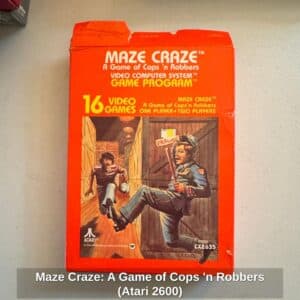 MAZE CRAZE™
A Game of Cops 'n Robbers
VIDEO COMPUTER SYSTEM™
GAME PROGRAM™
16 VIDEO GAMES
MAZE CRAZE™
A Game of Cops 'n Robbers
ONE PLAYER • TWO PLAYERS
ATARI
CX2635
Maze Craze: A Game of Cops 'n Robbers
(Atari 2600)